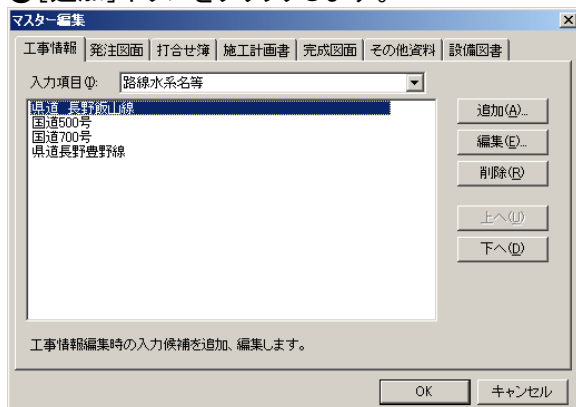 マスター編集
工事情報 発注図面 打合せ簿 施工計画書 完成図面 その他資料 設備図書
入力項目(I): 路線水系名等
県道 長野飯山線
国道500号
国道700号
県道長野豊野線
追加(A)...
編集(E)...
削除(R)
上へ(U)
下へ(D)
工事情報編集時の入力候補を追加、編集します。
OK キャンセル